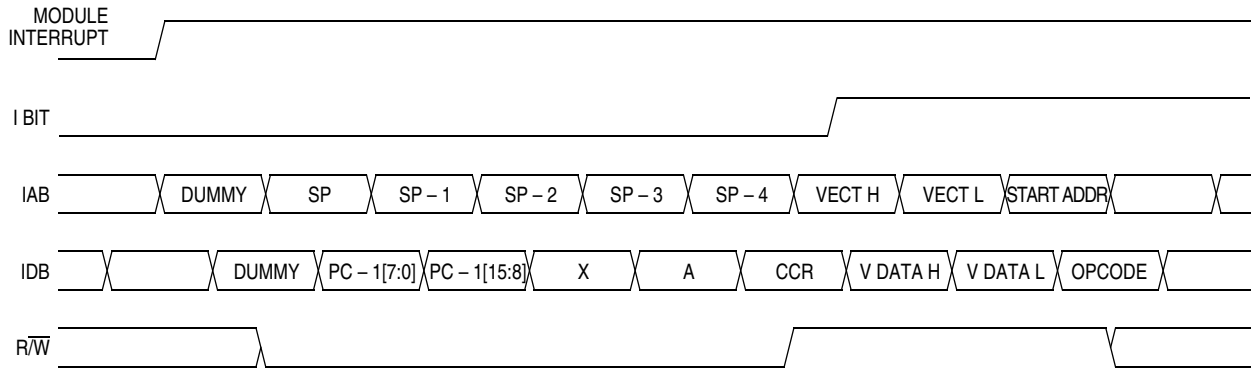 MODULE
INTERRUPT
I BIT
IAB DUMMY SP SP – 1 SP – 2 SP – 3 SP – 4 VECT H VECT L START ADDR
IDB DUMMY PC – 1[7:0] PC – 1[15:8] X A CCR V DATA H V DATA L OPCODE
R/W̅